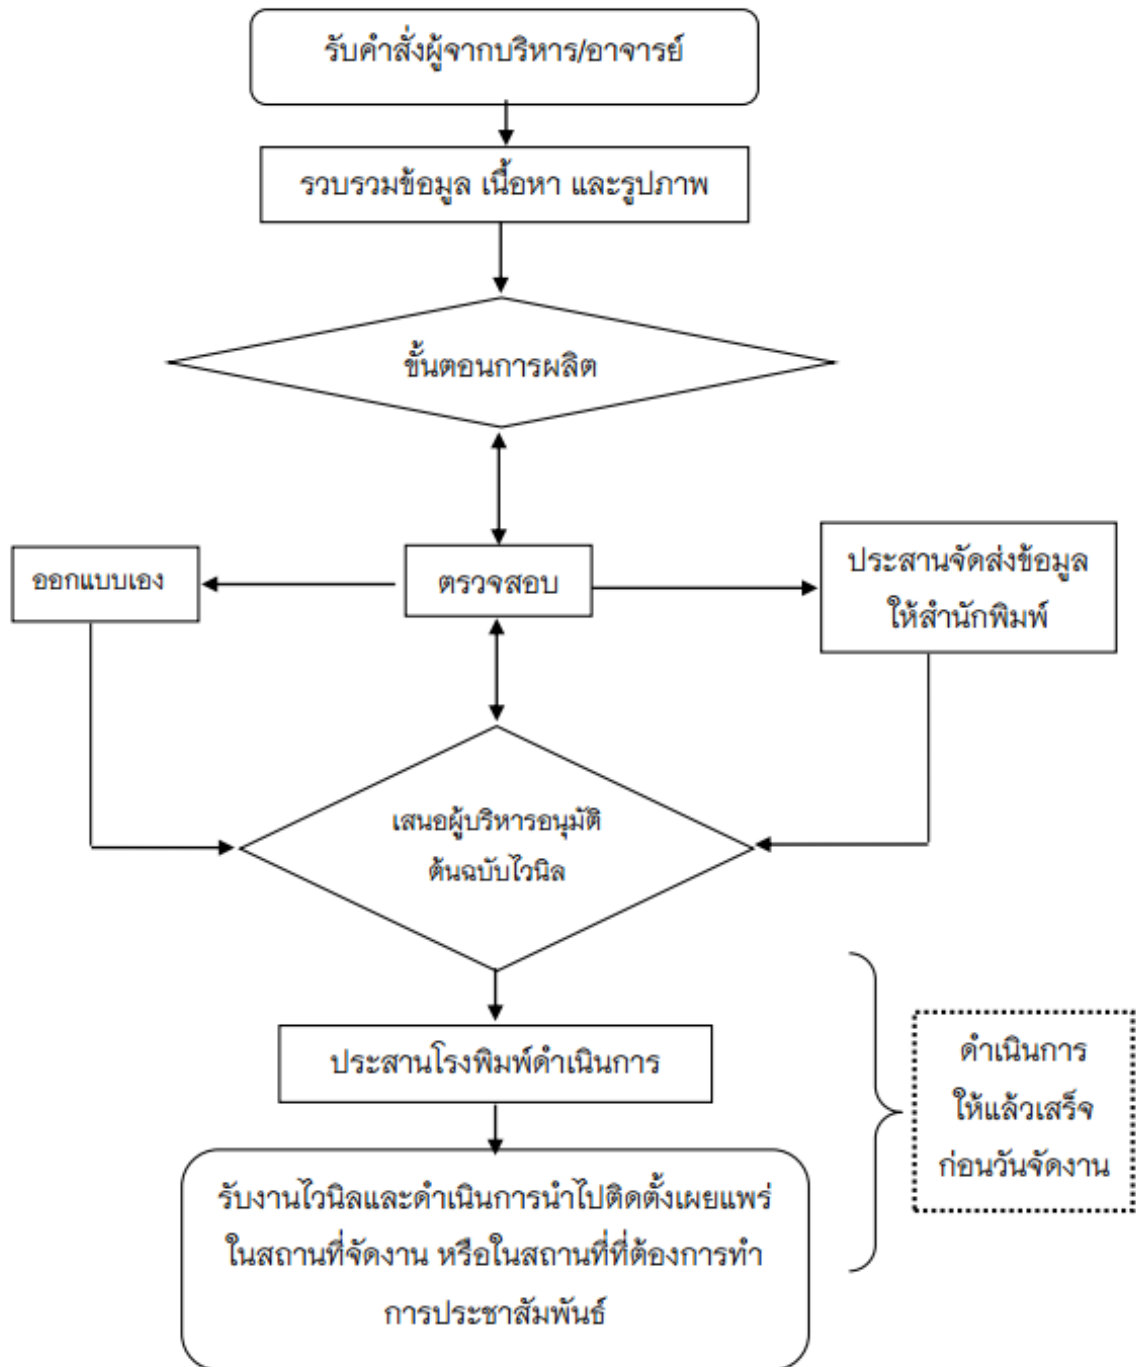 รับคำสั่งผู้จากบริหาร/อาจารย์
รวบรวมข้อมูล เนื้อหา และรูปภาพ
ขั้นตอนการผลิต
ออกแบบเอง
ตรวจสอบ
ประสานจัดส่งข้อมูล
ให้สำนักพิมพ์
เสนอผู้บริหารอนุมัติ
ต้นฉบับไวนิล
ประสานโรงพิมพ์ดำเนินการ
ดำเนินการ
ให้แล้วเสร็จ
ก่อนวันจัดงาน
รับงานไวนิลและดำเนินการนำไปติดตั้งเผยแพร่
ในสถานที่จัดงาน หรือในสถานที่ที่ต้องการทำ
การประชาสัมพันธ์